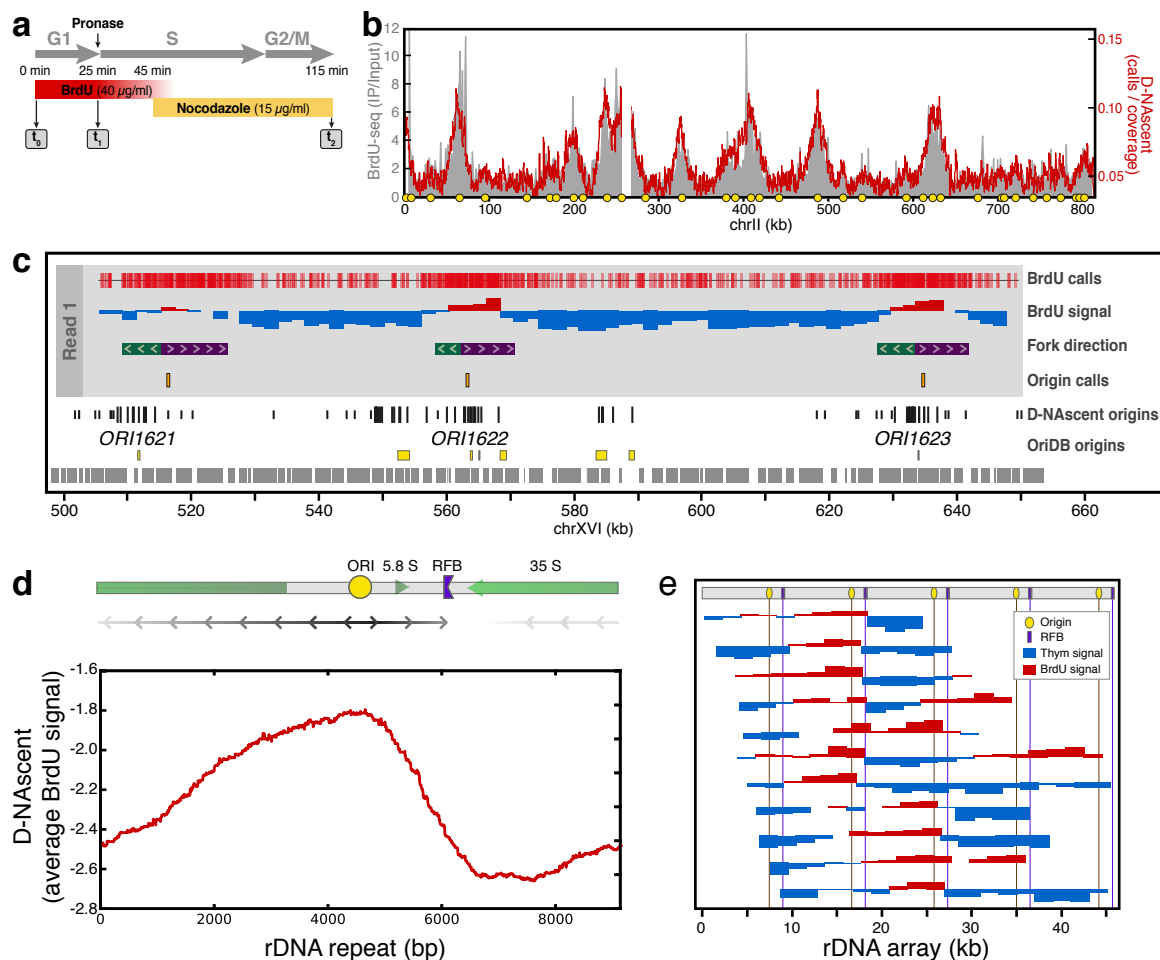 a
Pronase
G1
S
G2/M
0 min
25 min
45 min
115 min
BrdU (40 µg/ml)
Nocodazole (15 µg/ml)
t0
t1
t2
b
BrdU-seq (IP/Input)
12
10
8
6
4
2
0
0.15
0.10
0.05
D-NAscent
(calls / coverage)
0
100
200
300
400
500
600
700
800
chrII (kb)
c
Read 1
BrdU calls
BrdU signal
Fork direction
Origin calls
D-NAscent origins
ORI1621
ORI1622
ORI1623
OriDB origins
500
520
540
560
580
600
620
640
660
chrXVI (kb)
d
ORI
5.8 S
RFB
35 S
D-NAscent
(average BrdU signal)
-1.6
-2.0
-2.4
-2.6
-2.8
0
2000
4000
6000
8000
rDNA repeat (bp)
e
Origin
RFB
Thym signal
BrdU signal
0
10
20
30
40
rDNA array (kb)